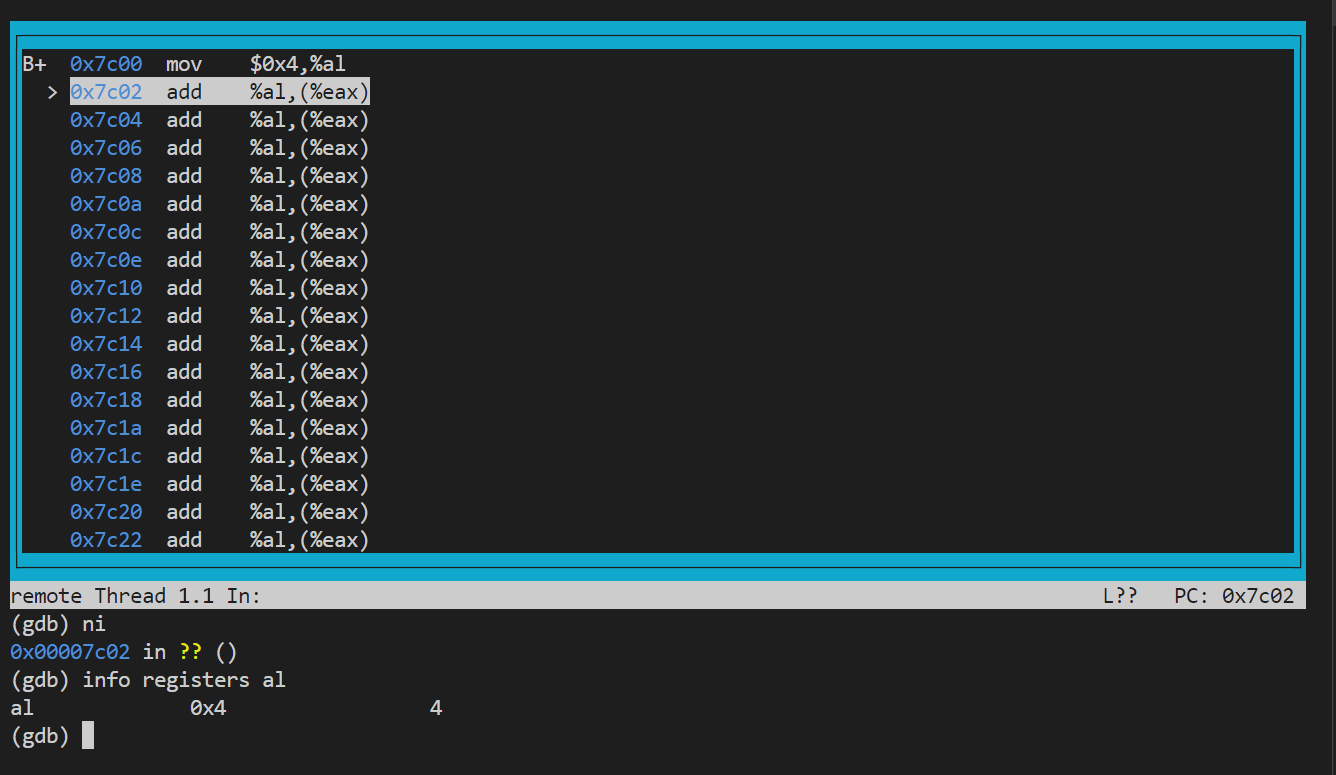 B+ 0x7c00 mov $0x4,%al
> 0x7c02 add %al,(%eax)
0x7c04 add %al,(%eax)
0x7c06 add %al,(%eax)
0x7c08 add %al,(%eax)
0x7c0a add %al,(%eax)
0x7c0c add %al,(%eax)
0x7c0e add %al,(%eax)
0x7c10 add %al,(%eax)
0x7c12 add %al,(%eax)
0x7c14 add %al,(%eax)
0x7c16 add %al,(%eax)
0x7c18 add %al,(%eax)
0x7c1a add %al,(%eax)
0x7c1c add %al,(%eax)
0x7c1e add %al,(%eax)
0x7c20 add %al,(%eax)
0x7c22 add %al,(%eax)
remote Thread 1.1 In: L?? PC: 0x7c02
(gdb) ni
0x00007c02 in ?? ()
(gdb) info registers al
al 0x4 4
(gdb)